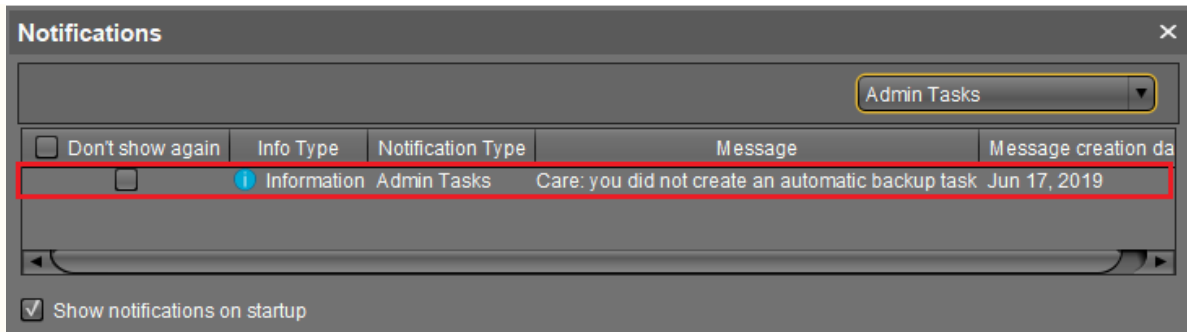 Notifications
Admin Tasks
Don't show again Info Type Notification Type Message Message creation da
Information Admin Tasks Care: you did not create an automatic backup task Jun 17, 2019
Show notifications on startup